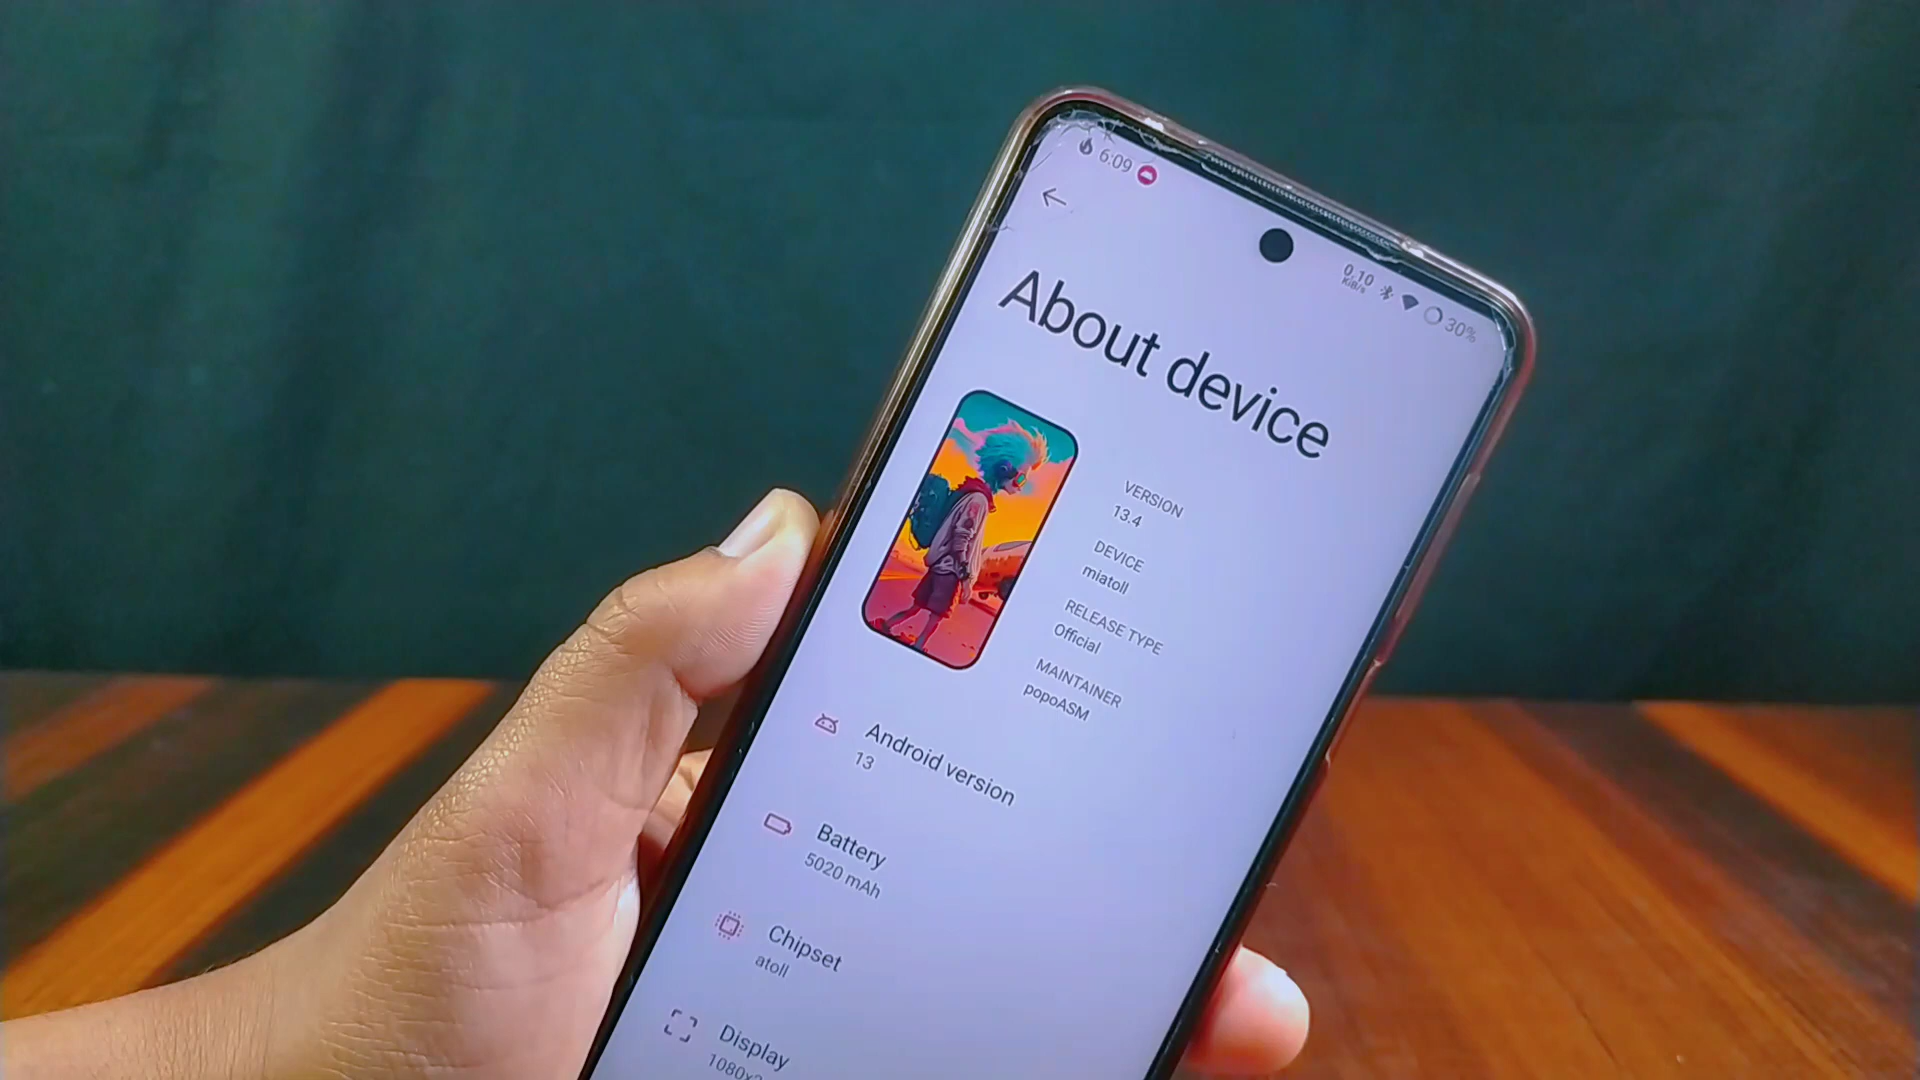 6:09
0.10
KiB/s
30%
About device
VERSION
13.4
DEVICE
miatoll
RELEASE TYPE
Official
MAINTAINER
popoASM
Android version
13
Battery
5020 mAh
Chipset
atoll
Display